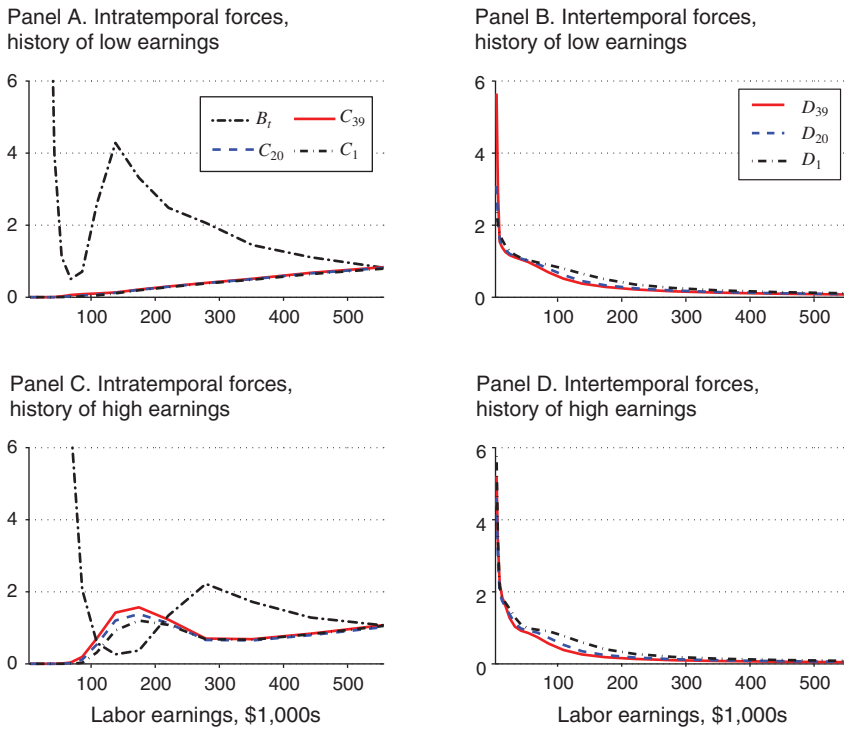 Panel A. Intratemporal forces,
history of low earnings
6
4
2
0
100 200 300 400 500
B_t C_39
C_20 C_1
Panel B. Intertemporal forces,
history of low earnings
6
4
2
0
100 200 300 400 500
D_39
D_20
D_1
Panel C. Intratemporal forces,
history of high earnings
6
4
2
0
100 200 300 400 500
Labor earnings, $1,000s
Panel D. Intertemporal forces,
history of high earnings
6
4
2
0
100 200 300 400 500
Labor earnings, $1,000s